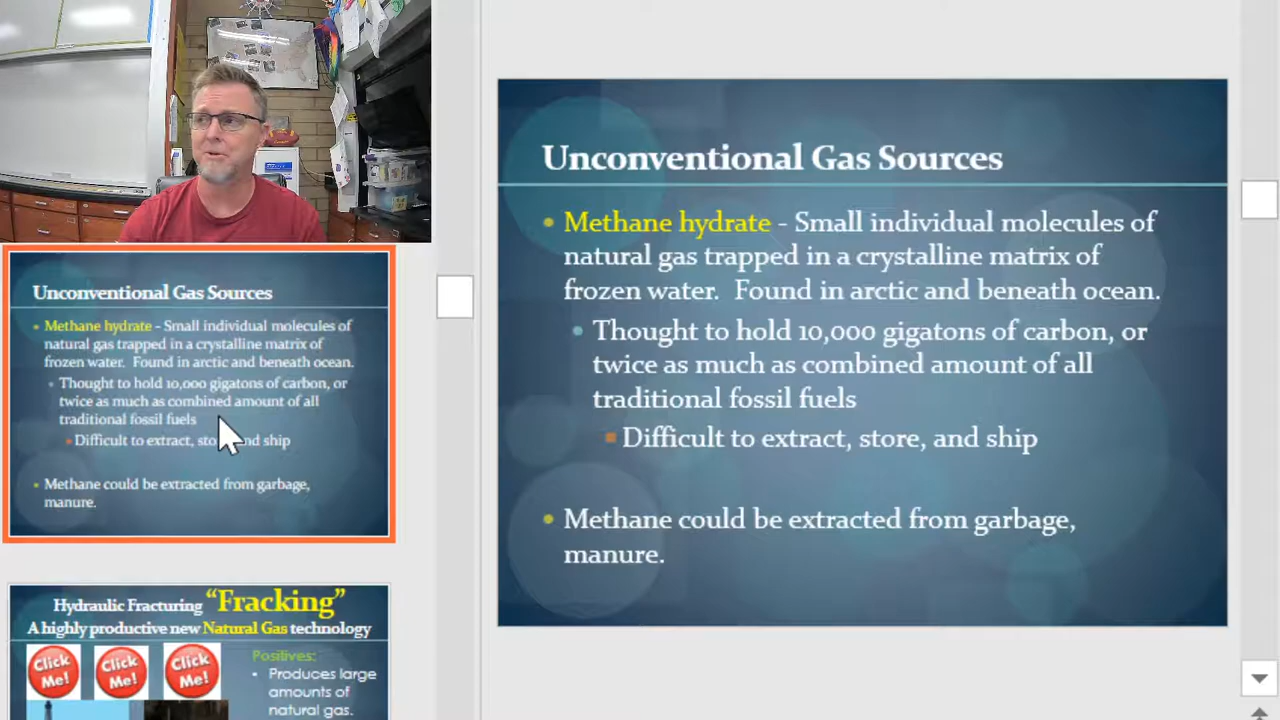 Unconventional Gas Sources
• Methane hydrate - Small individual molecules of
natural gas trapped in a crystalline matrix of
frozen water. Found in arctic and beneath ocean.
• Thought to hold 10,000 gigatons of carbon, or
twice as much as combined amount of all
traditional fossil fuels
▪ Difficult to extract, store, and ship
• Methane could be extracted from garbage,
manure.
Unconventional Gas Sources
• Methane hydrate - Small individual molecules of
natural gas trapped in a crystalline matrix of
frozen water. Found in arctic and beneath ocean.
• Thought to hold 10,000 gigatons of carbon, or
twice as much as combined amount of all
traditional fossil fuels
▪ Difficult to extract, and ship
• Methane could be extracted from garbage,
manure.
Hydraulic Fracturing "Fracking"
A highly productive new Natural Gas technology
Click
Me!
Click
Me!
Click
Me!
Positives:
• Produces large
amounts of
natural gas.